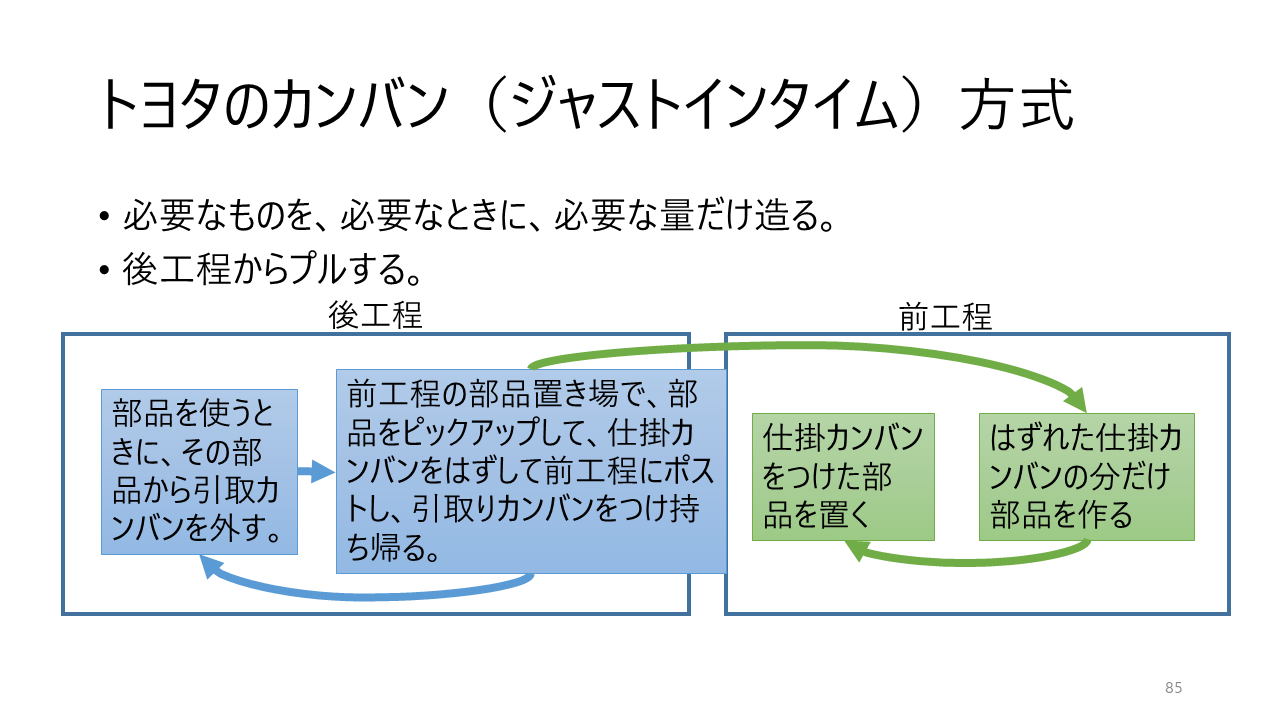 トヨタのカンバン（ジャストインタイム）方式
• 必要なものを、必要なときに、必要な量だけ造る。
• 後工程からプルする。
後工程
前工程
部品を使うと
きに、その部
品から引取カ
ンバンを外す。
前工程の部品置き場で、部
品をピックアップして、仕掛カ
ンバンをはずして前工程にポス
トし、引取りカンバンをつけ持
ち帰る。
仕掛カンバン
をつけた部
品を置く
はずれた仕掛カ
ンバンの分だけ
部品を作る
85